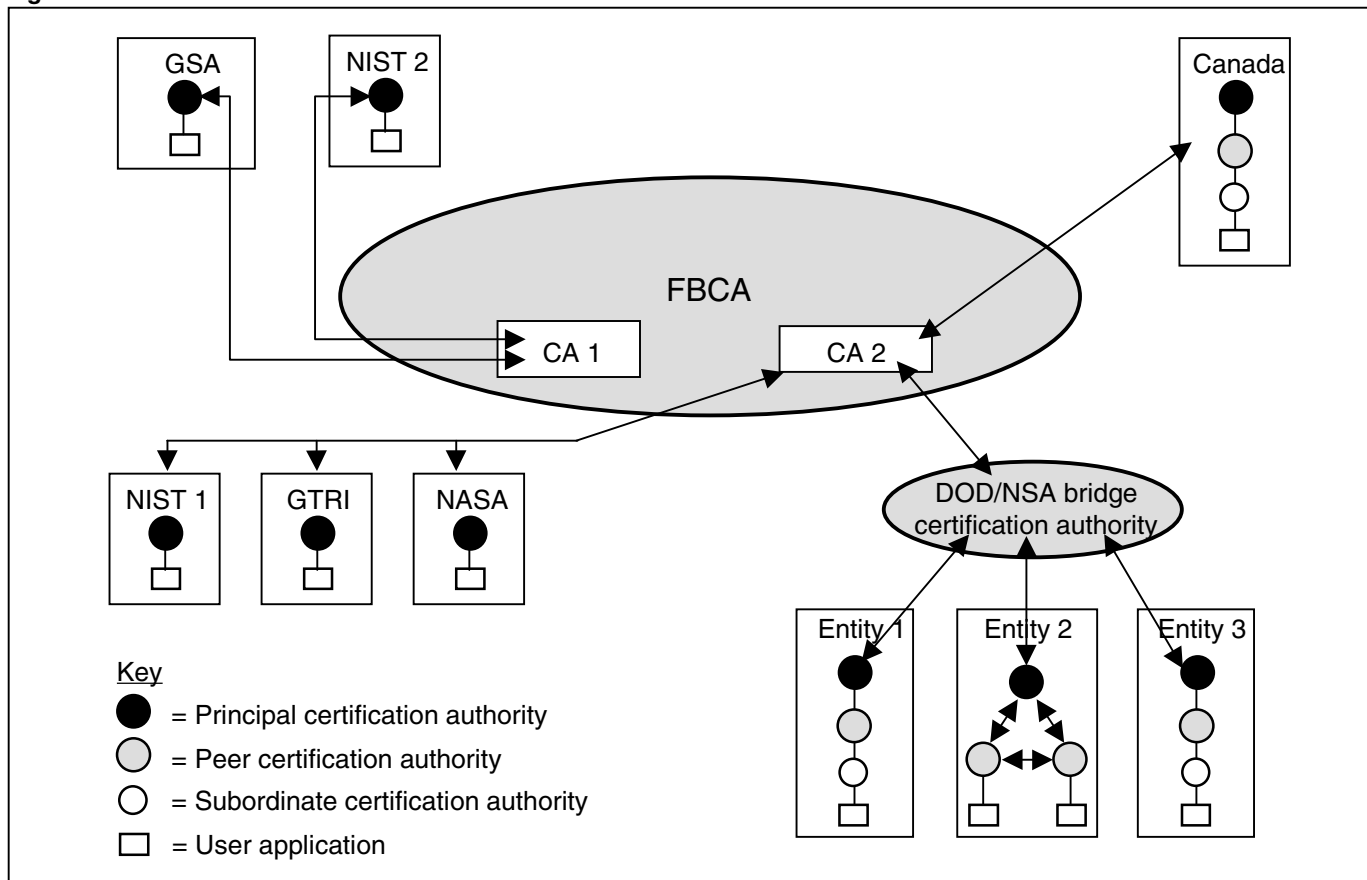 GSA
NIST 2
Canada
FBCA
CA 1
CA 2
NIST 1
GTRI
NASA
DOD/NSA bridge
certification authority
Entity 1
Entity 2
Entity 3
Key
= Principal certification authority
= Peer certification authority
= Subordinate certification authority
= User application